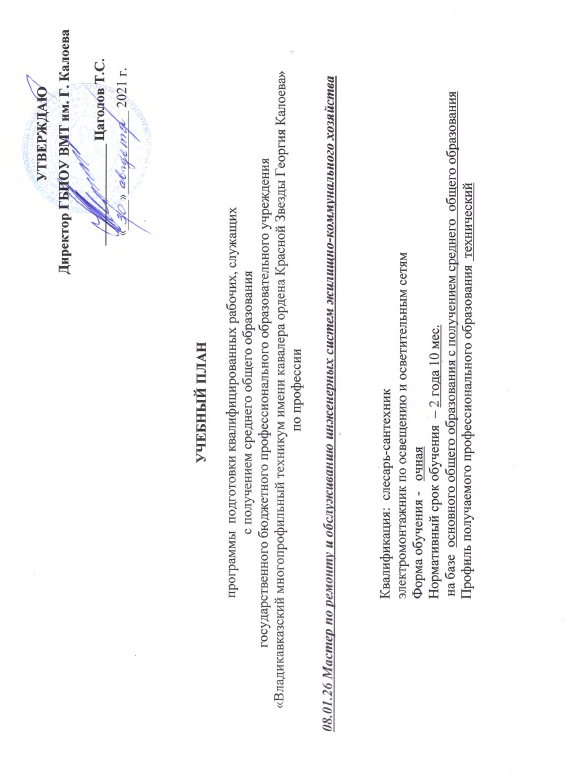 УТВЕРЖДАЮ
Директор ГБПОУ ВМТ им. Г. Калоева
Цаголов Т.С.
« 30 » августа 2021 г.
УЧЕБНЫЙ ПЛАН
программы подготовки квалифицированных рабочих, служащих
с получением среднего общего образования
государственного бюджетного профессионального образовательного учреждения
«Владикавказский многопрофильный техникум имени кавалера ордена Красной Звезды Георгия Калоева»
по профессии
08.01.26 Мастер по ремонту и обслуживанию инженерных систем жилищно-коммунального хозяйства
Квалификация: слесарь-сантехник
электромонтажник по освещению и осветительным сетям
Форма обучения - очная
Нормативный срок обучения – 2 года 10 мес.
на базе основного общего образования с получением среднего общего образования
Профиль получаемого профессионального образования технический